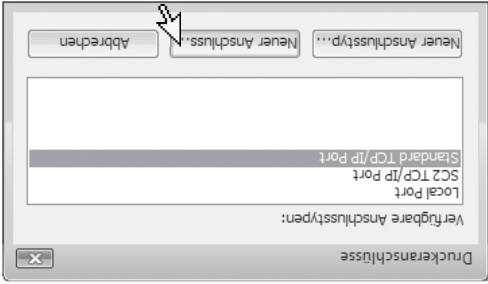 Druckeranschlüsse
Verfügbare Anschlusstypen:
Local Port
SC2 TCP/IP Port
Standard TCP/IP Port
Neuer Anschlusstyp... Neuer Anschluss... Abbrechen